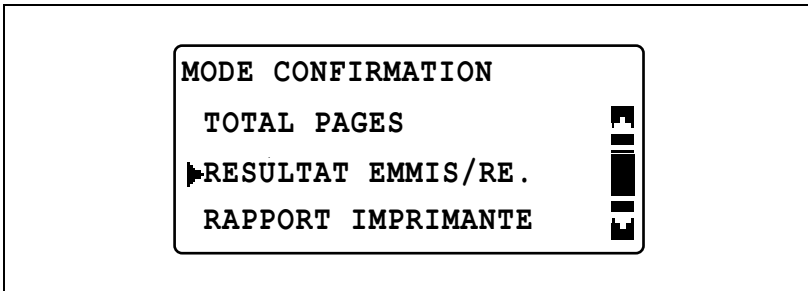 MODE CONFIRMATION
TOTAL PAGES
RESULTAT EMMIS/RE.
RAPPORT IMPRIMANTE